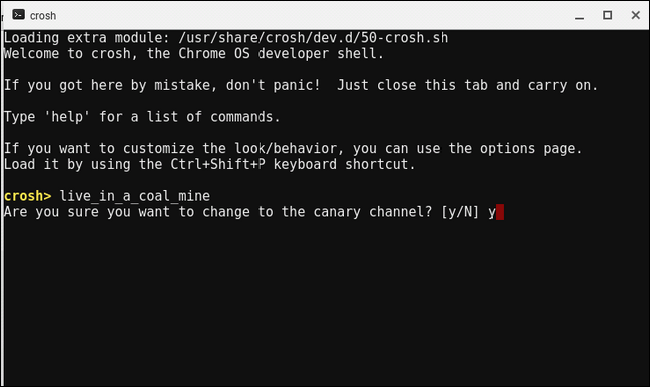 crosh
Loading extra module: /usr/share/crosh/dev.d/50-crosh.sh
Welcome to crosh, the Chrome OS developer shell.
If you got here by mistake, don't panic!  Just close this tab and carry on.
Type 'help' for a list of commands.
If you want to customize the look/behavior, you can use the options page.
Load it by using the Ctrl+Shift+P keyboard shortcut.
crosh> live_in_a_coal_mine
Are you sure you want to change to the canary channel? [y/N] y